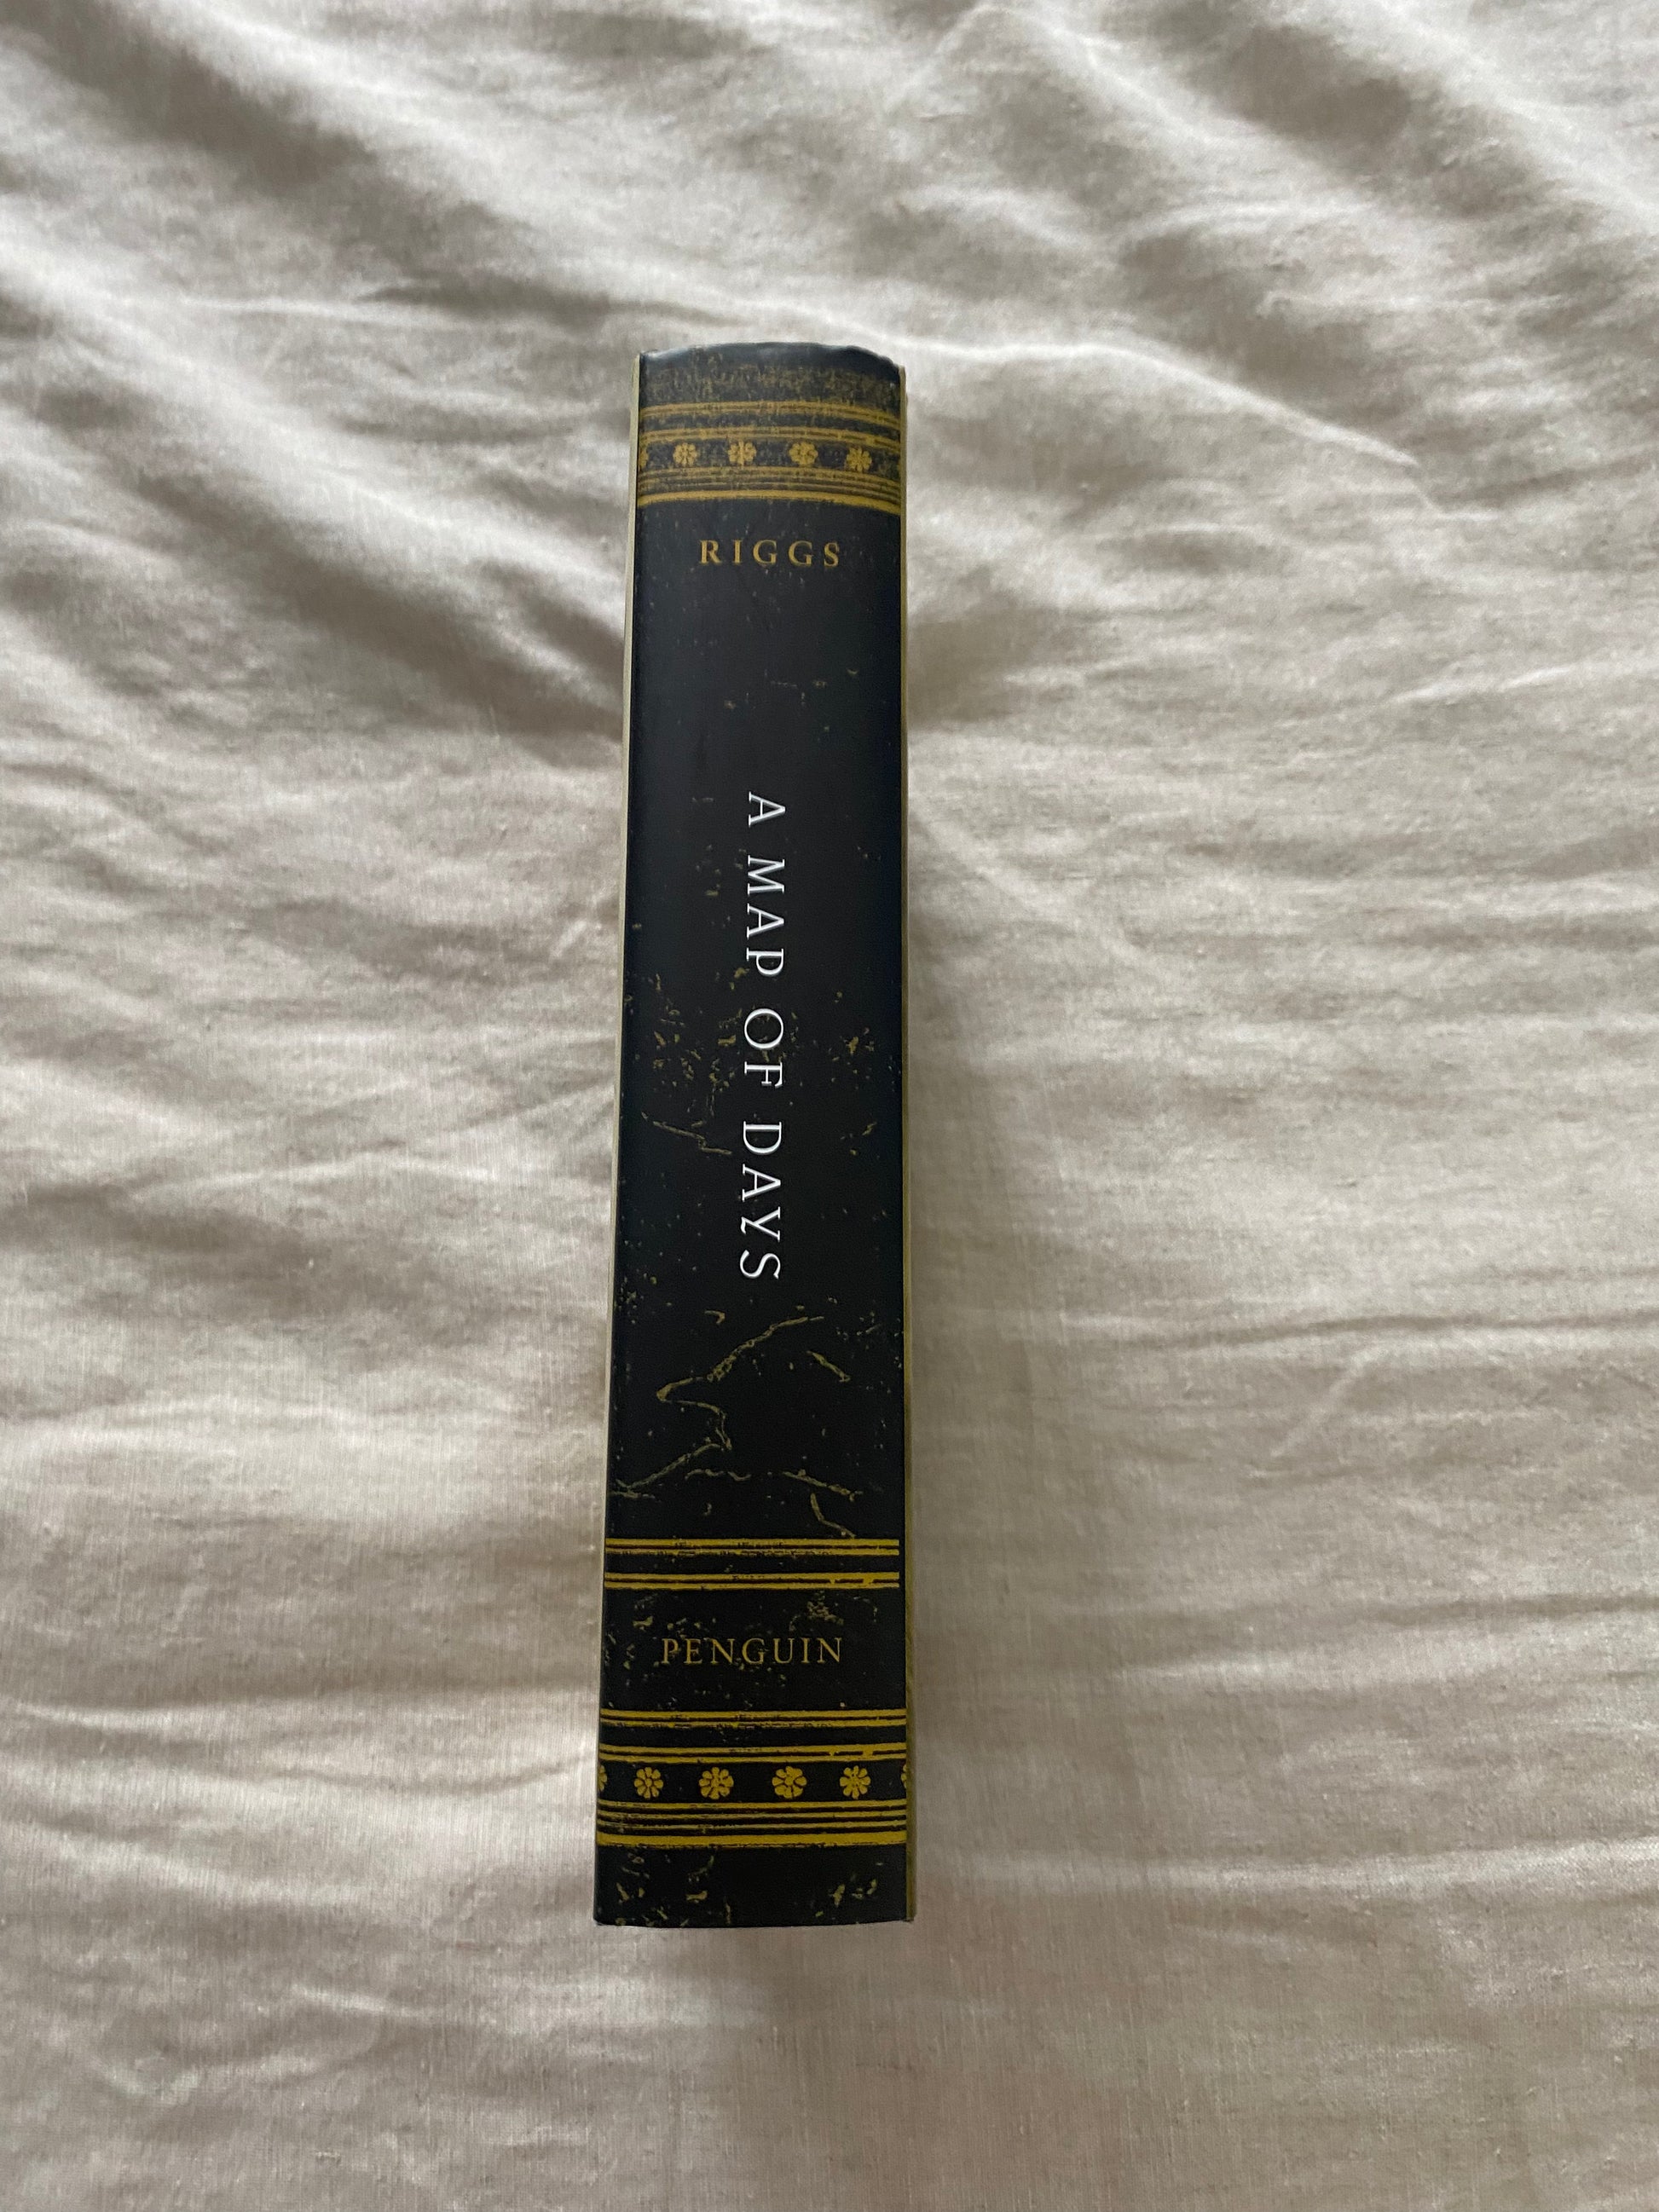 RIGGS
A MAP OF DAYS
PENGUIN